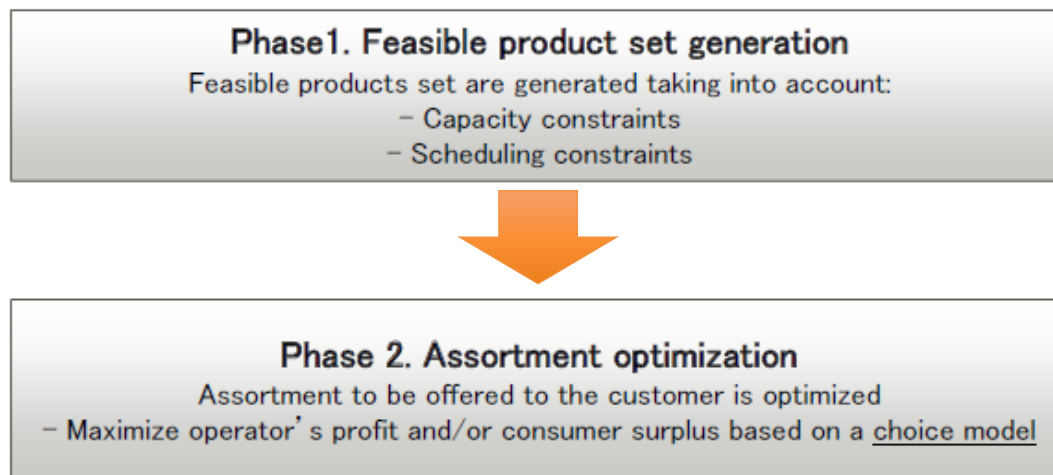 Phase1. Feasible product set generation
Feasible products set are generated taking into account:
- Capacity constraints
- Scheduling constraints
Phase 2. Assortment optimization
Assortment to be offered to the customer is optimized
- Maximize operator's profit and/or consumer surplus based on a choice model